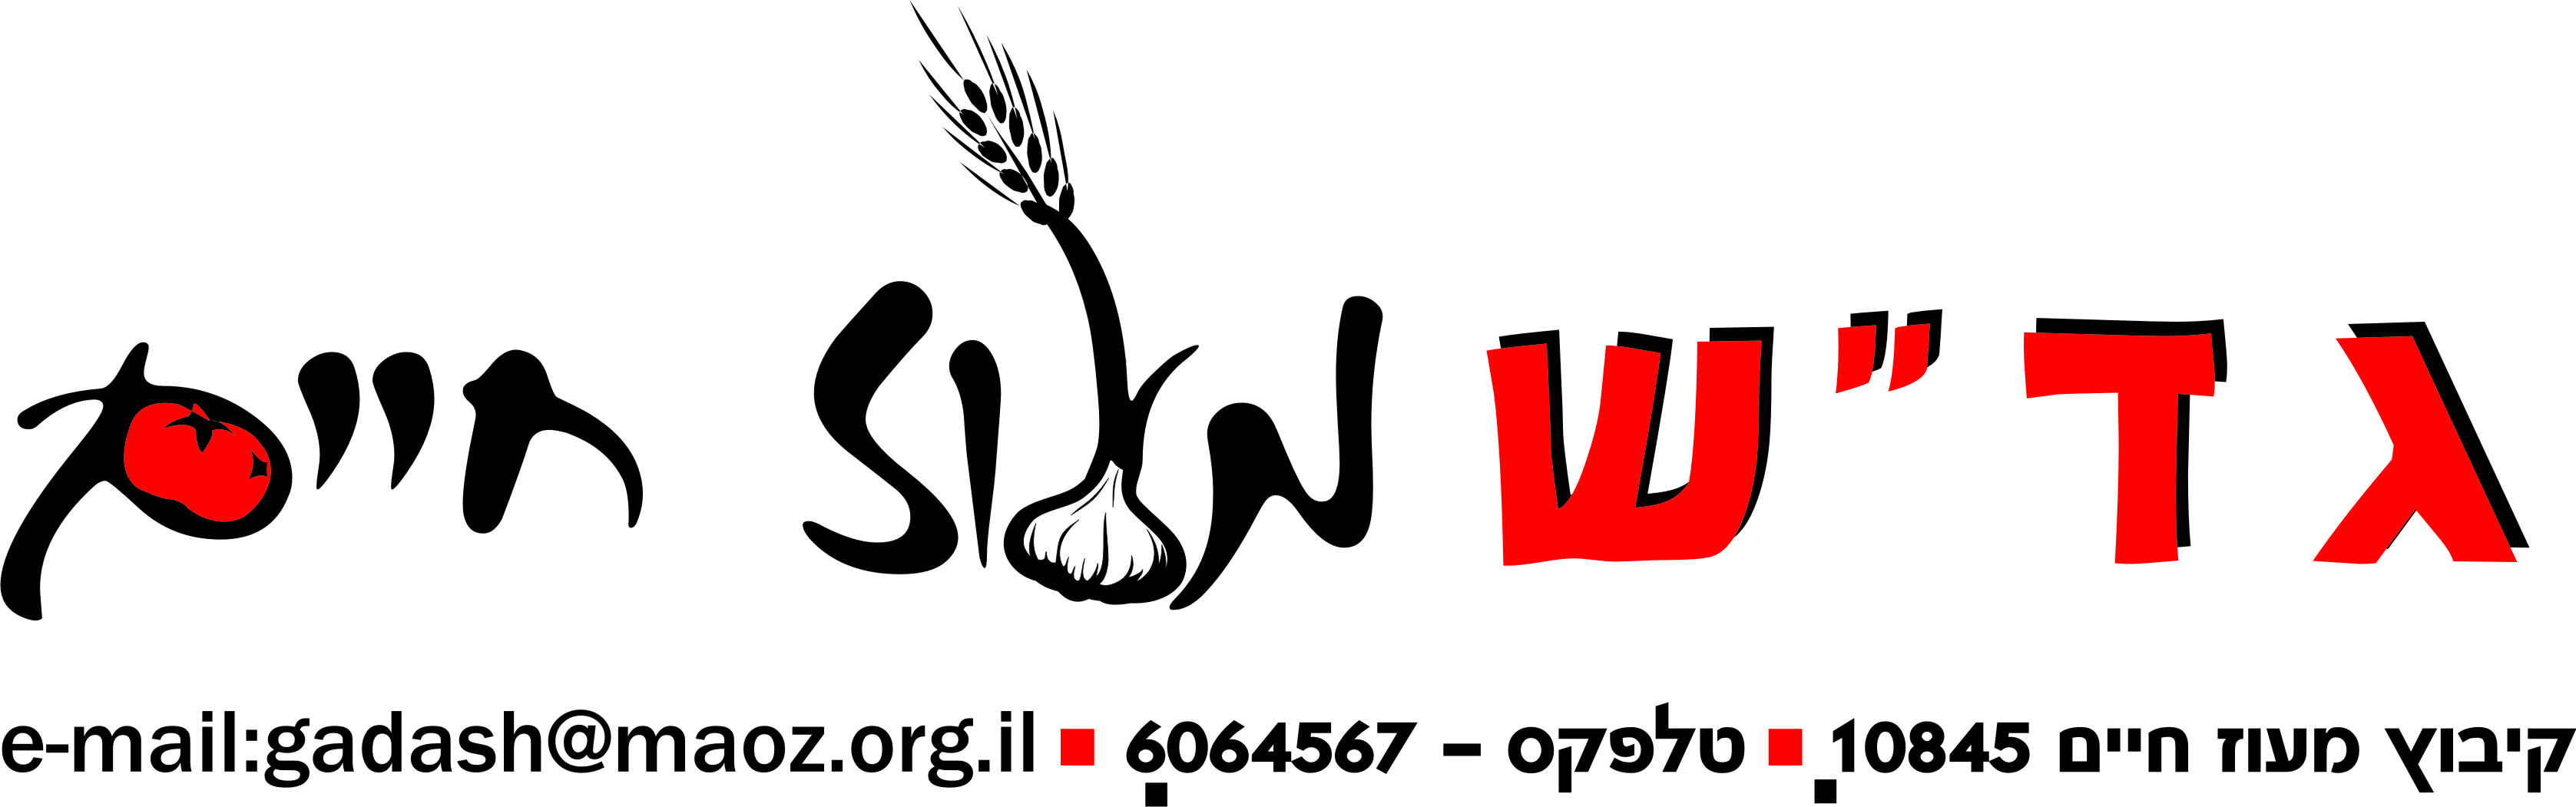 גד"ש מעוז חיים
קיבוץ מעוז חיים 10845 ▪ טלפקס – 6064567 ▪ e-mail:gadash@maoz.org.il